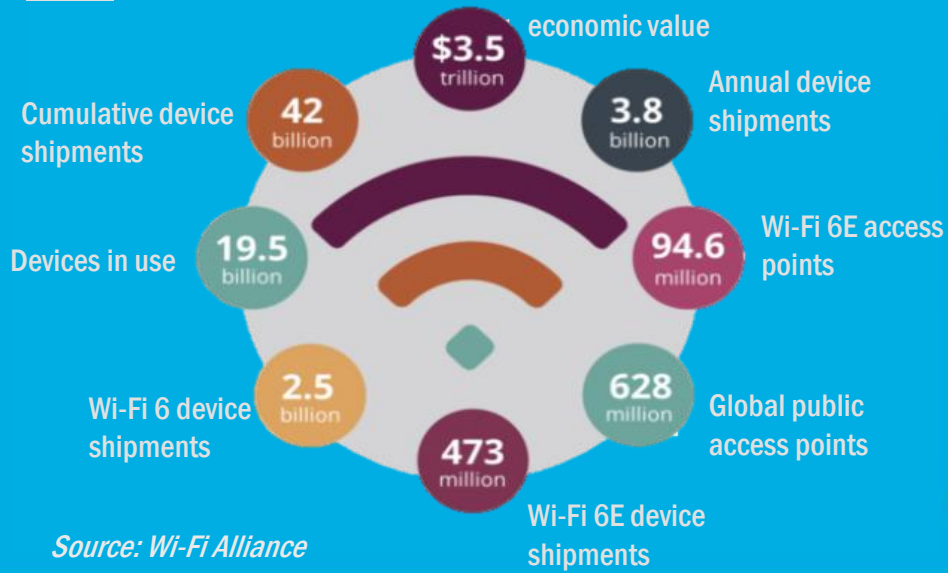 $3.5
trillion
economic value
3.8
billion
Annual device
shipments
94.6
million
Wi-Fi 6E access
points
628
million
Global public
access points
473
million
Wi-Fi 6E device
shipments
2.5
billion
Wi-Fi 6 device
shipments
19.5
billion
Devices in use
42
billion
Cumulative device
shipments
Source: Wi-Fi Alliance